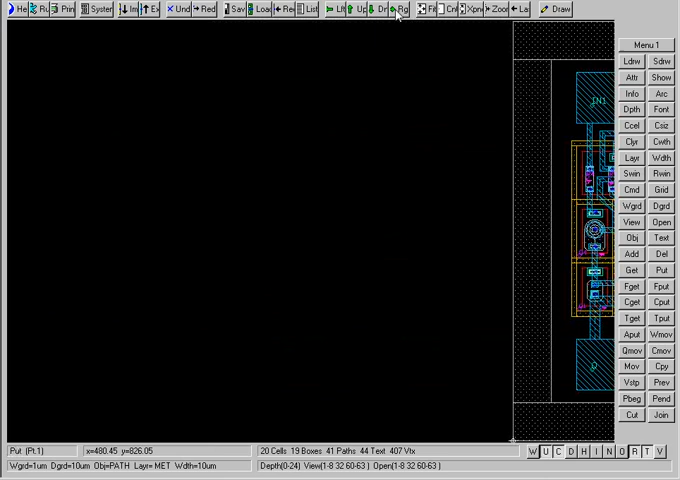 He Ru Prin System Im Ex Und Red Sav Load Rec List Lft Up Dn Rg Fit Cnt Xpn Zoo La Draw
Menu 1
Ldrw Sdrw
Attr Show
Info Arc
Dpth Font
Ccel Csiz
Clyr Cwth
Layr Wdth
Swin Rwin
Cmd Grid
Wgrd Dgrd
View Open
Obj Text
Add Del
Get Put
Fget Fput
Cget Cput
Tget Tput
Aput Wmov
Qmov Cmov
Mov Cpy
Vstp Prev
Pbeg Pend
Cut Join
IN1
Put (Pt.1) x=480.45 y=826.05 20 Cells 19 Boxes 41 Paths 44 Text 407 Vtx W U C D H I N O R T V
Wgrd=1um Dgrd=10um Obj=PATH Layr= MET Wdth=10um Depth(0-24) View(1-8 32 60-63 ) Open(1-8 32 60-63 )